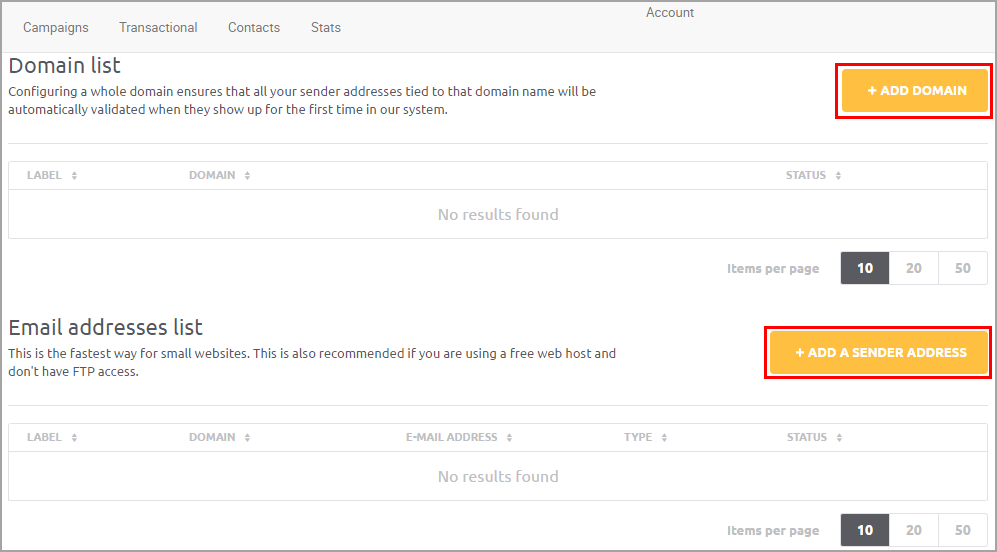 Account
Campaigns Transactional Contacts Stats
Domain list
Configuring a whole domain ensures that all your sender addresses tied to that domain name will be
automatically validated when they show up for the first time in our system.
+ ADD DOMAIN
LABEL DOMAIN STATUS
No results found
Items per page 10 20 50
Email addresses list
This is the fastest way for small websites. This is also recommended if you are using a free web host and
don't have FTP access.
+ ADD A SENDER ADDRESS
LABEL DOMAIN E-MAIL ADDRESS TYPE STATUS
No results found
Items per page 10 20 50